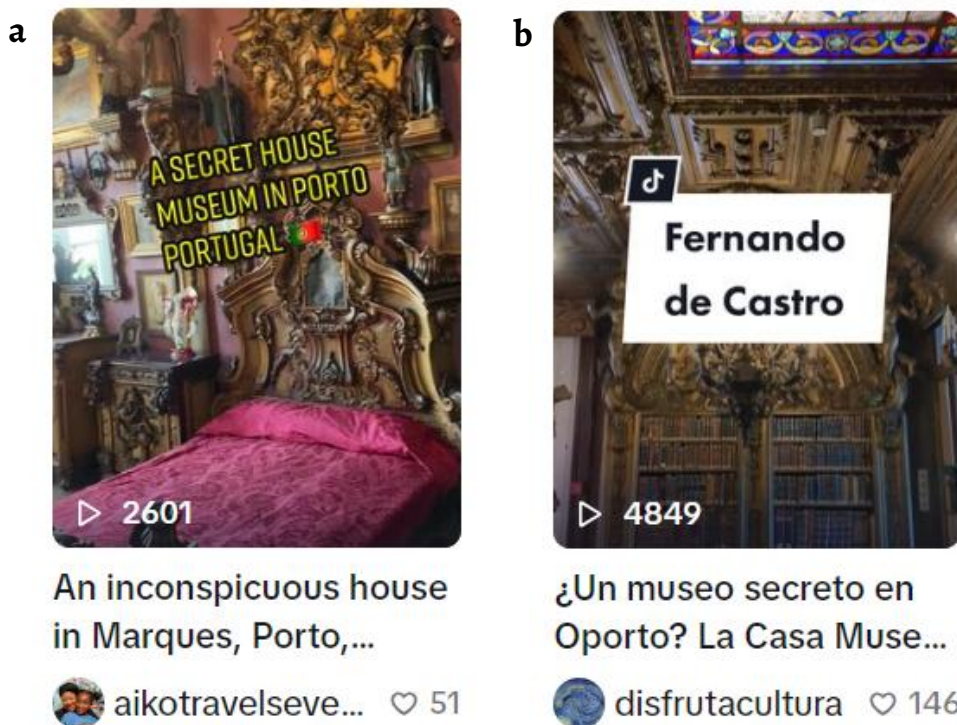 a
A SECRET HOUSE
MUSEUM IN PORTO
PORTUGAL
2601
An inconspicuous house
in Marques, Porto,...
aikotravelseve... 51
b
Fernando
de Castro
4849
¿Un museo secreto en
Oporto? La Casa Muse...
disfrutacultura 146